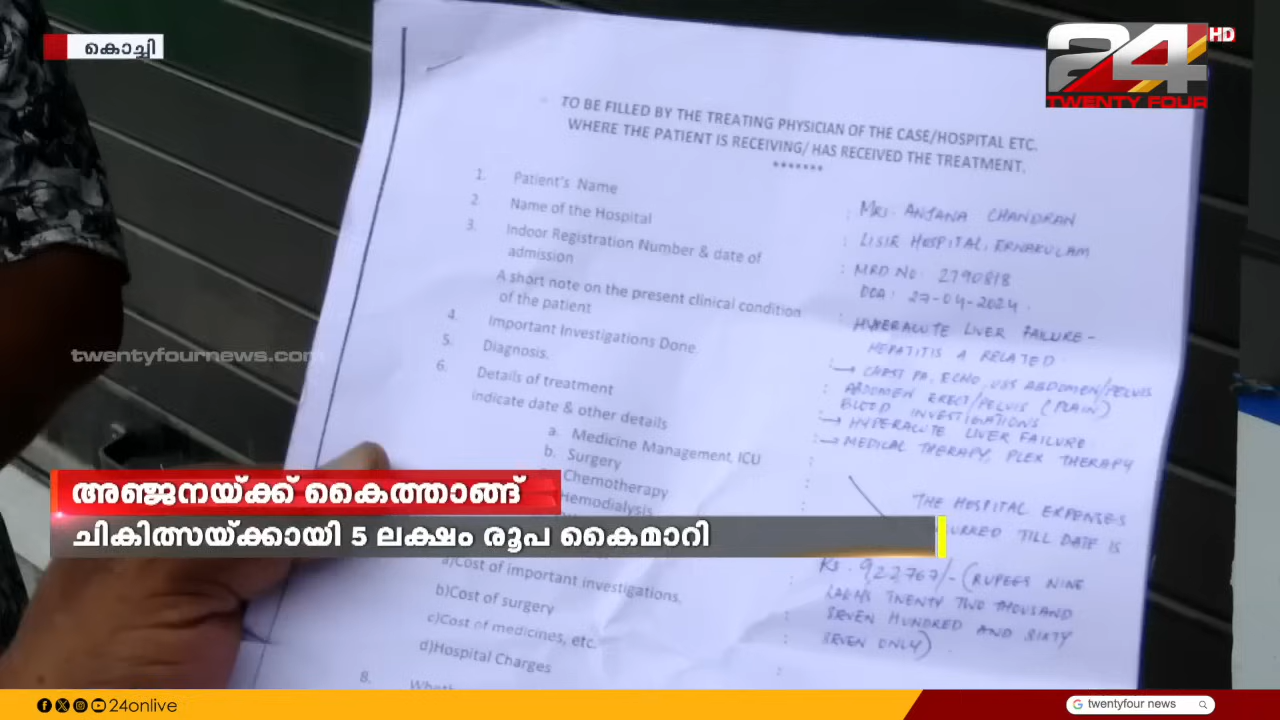 കൊച്ചി
24 HD
TWENTY FOUR
TO BE FILLED BY THE TREATING PHYSICIAN OF THE CASE/HOSPITAL ETC.
WHERE THE PATIENT IS RECEIVING/ HAS RECEIVED THE TREATMENT.
*******
1. Patient's Name : MRS. ANJANA CHANDRAN
2. Name of the Hospital : LISIE HOSPITAL, ERNAKULAM
3. Indoor Registration Number & date of
admission : MRD NO: 2790818
DOA: 27-04-2024.
A short note on the present clinical condition
of the patient : HYPERACUTE LIVER FAILURE-
HEPATITIS A RELATED
4. Important Investigations Done : CHEST PA, ECHO, USS ABDOMEN/PELVIS
ABDOMEN ERECT/PELVIS (PLAIN)
BLOOD INVESTIGATIONS
5. Diagnosis. : HYPERACUTE LIVER FAILURE
6. Details of treatment : MEDICAL THERAPY, PLEX THERAPY
indicate date & other details
a. Medicine Management, ICU :
b. Surgery :
Chemotherapy
Hemodialysis
THE HOSPITAL EXPENSES
TILL DATE IS
RS. 922767/- (RUPEES NINE
LAKHS TWENTY TWO THOUSAND
SEVEN HUNDRED AND SIXTY
SEVEN ONLY)
twentyfournews.com
അഞ്ജനയ്ക്ക് കൈത്താങ്ങ്
ചികിത്സയ്ക്കായി 5 ലക്ഷം രൂപ കൈമാറി
a)Cost of important investigations. :
b)Cost of surgery :
c)Cost of medicines, etc. :
d)Hospital Charges :
8.
24onlive
twentyfour news